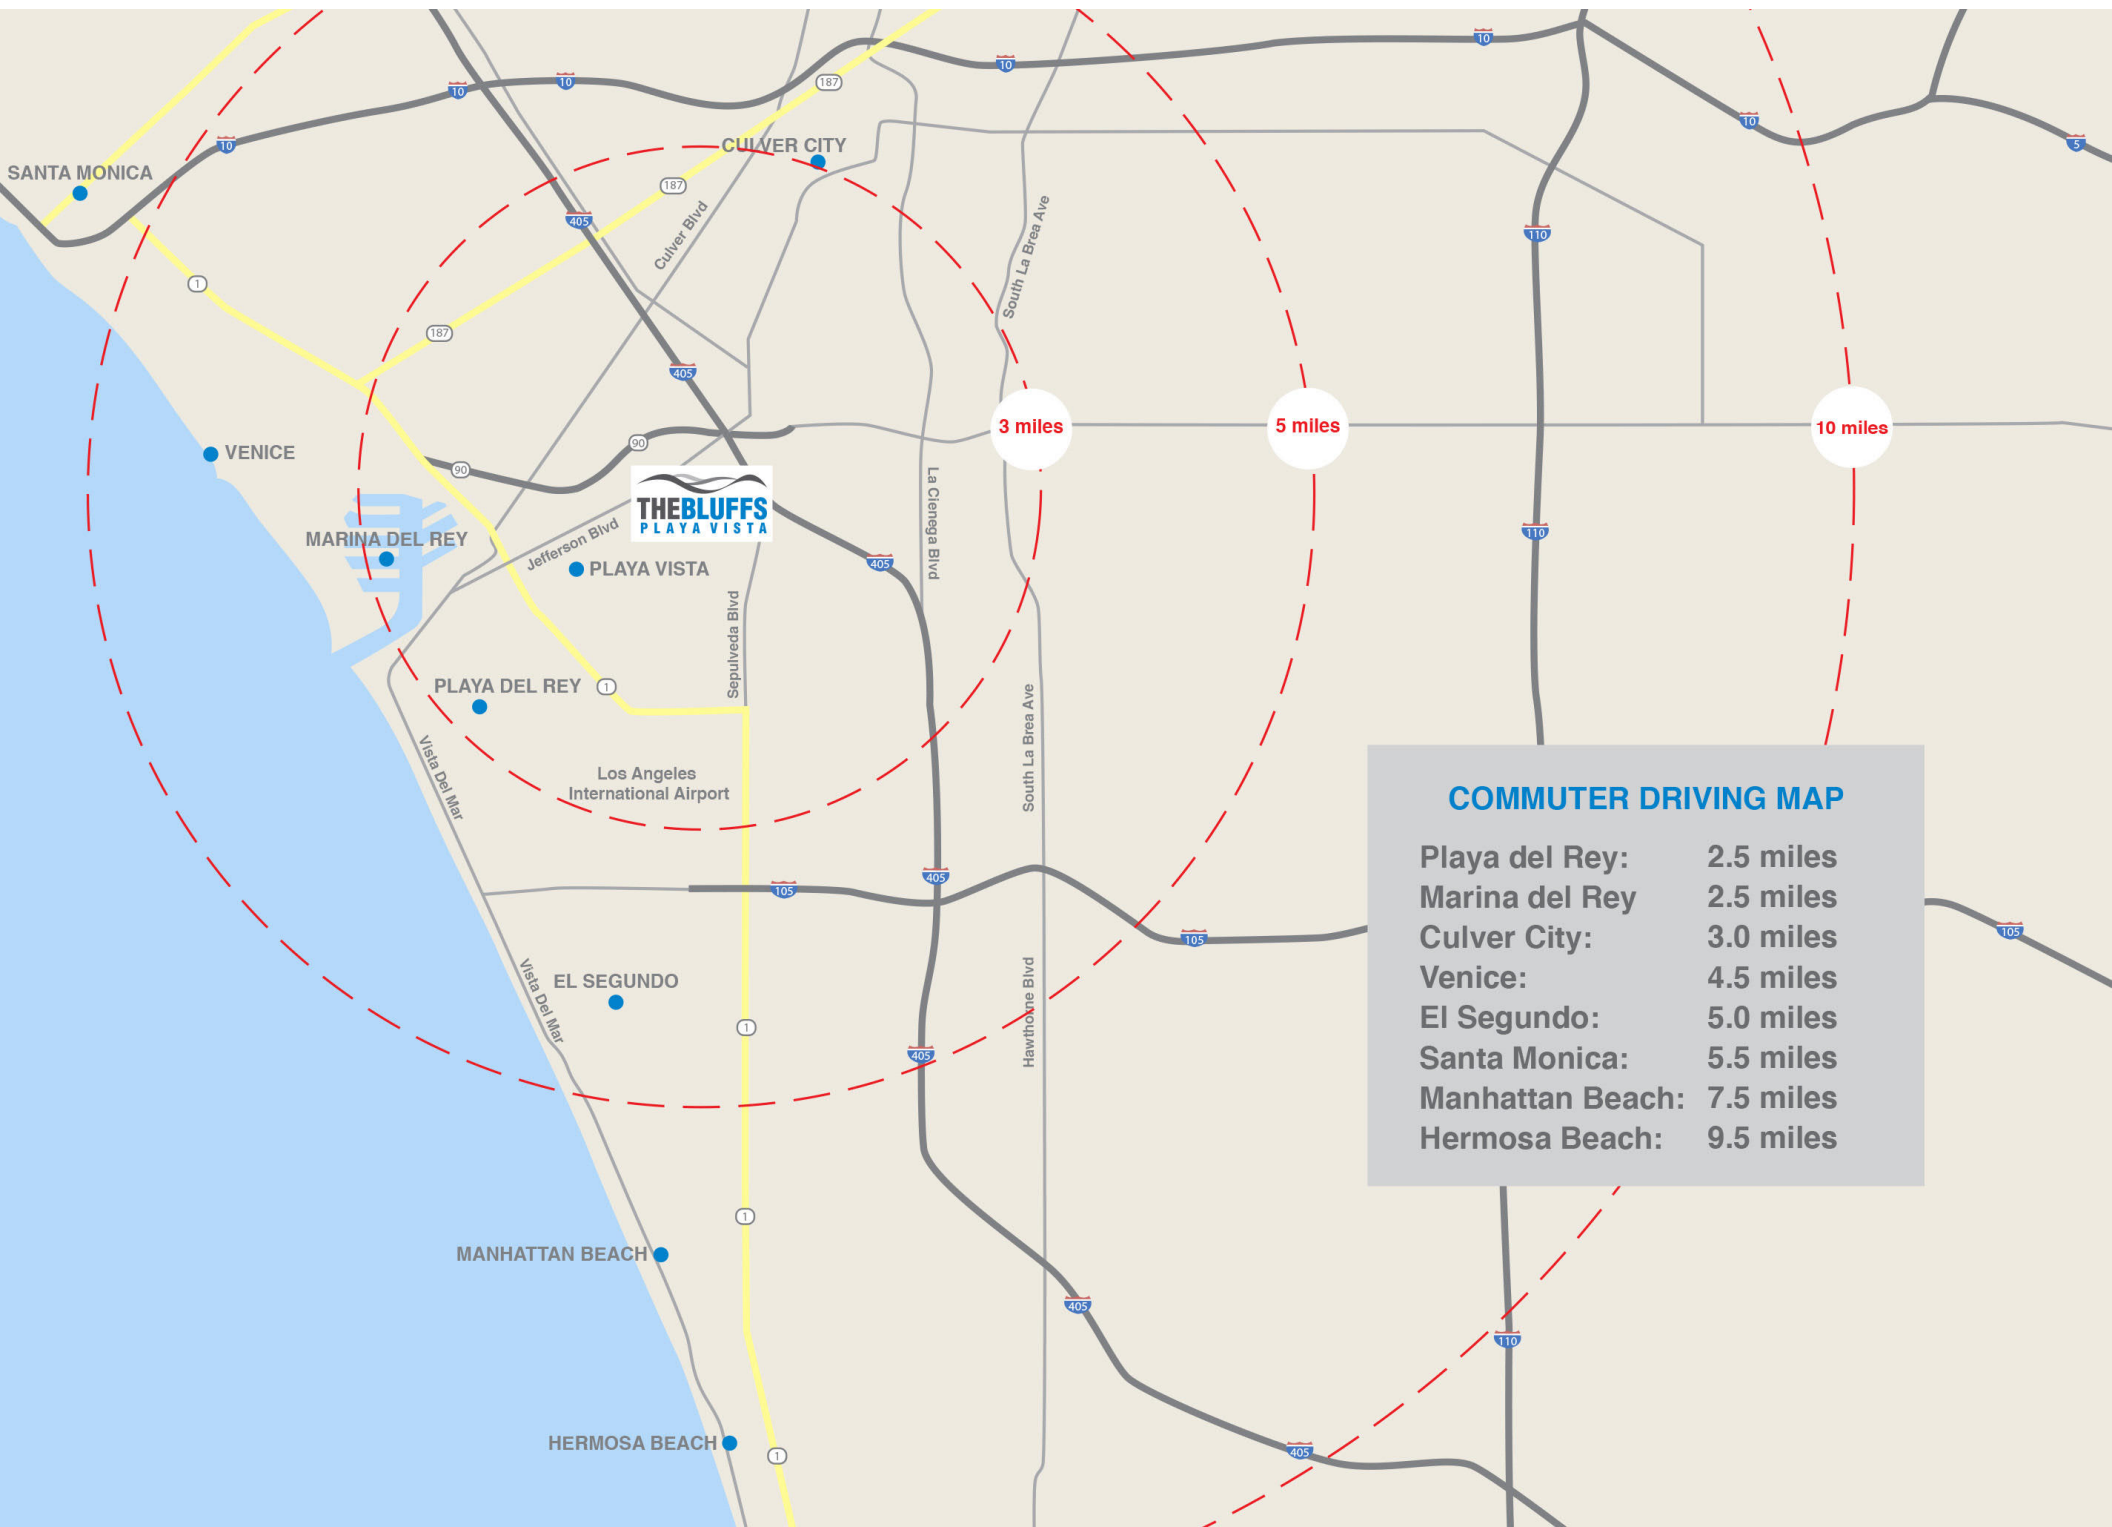 10
10
187
10
10
10
10
5
CULVER CITY
SANTA MONICA
187
405
Culver Blvd
South La Brea Ave
110
1
187
405
3 miles
5 miles
10 miles
90
90
VENICE
THEBLUFFS
PLAYA VISTA
La Cienega Blvd
110
MARINA DEL REY
Jefferson Blvd
405
PLAYA VISTA
Sepulveda Blvd
PLAYA DEL REY
1
Vista Del Mar
Los Angeles
International Airport
South La Brea Ave
COMMUTER DRIVING MAP
Playa del Rey: 2.5 miles
Marina del Rey 2.5 miles
Culver City: 3.0 miles
Venice: 4.5 miles
El Segundo: 5.0 miles
Santa Monica: 5.5 miles
Manhattan Beach: 7.5 miles
Hermosa Beach: 9.5 miles
105
405
105
105
Vista Del Mar
EL SEGUNDO
Hawthorne Blvd
1
405
1
MANHATTAN BEACH
405
110
HERMOSA BEACH
1
405